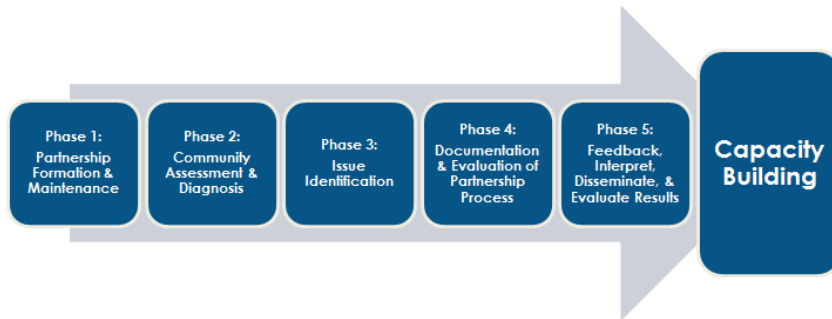 Phase 1:
Partnership
Formation &
Maintenance
Phase 2:
Community
Assessment &
Diagnosis
Phase 3:
Issue
Identification
Phase 4:
Documentation
& Evaluation of
Partnership
Process
Phase 5:
Feedback,
Interpret,
Disseminate, &
Evaluate Results
Capacity
Building